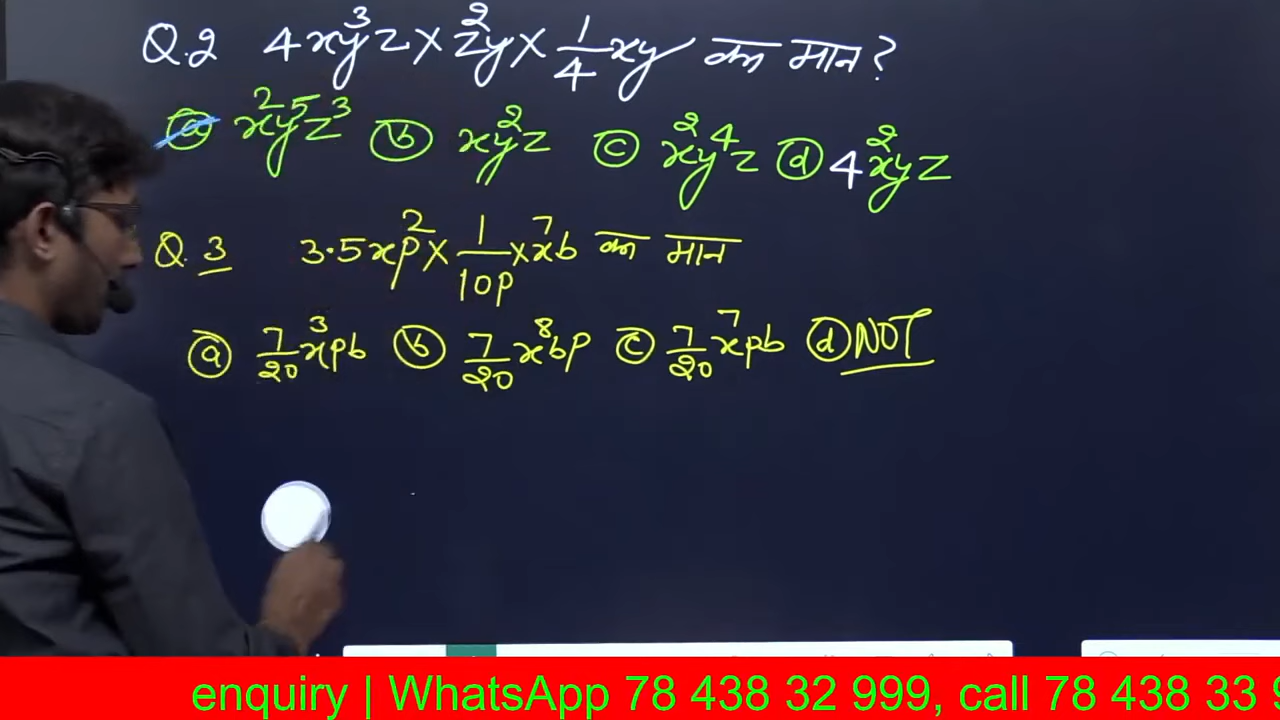 Q.2 4xy³z × z²y × 1/4 xy का मान ?
ⓐ x²y⁵z³ ⓑ xy²z ⓒ x²y⁴z ⓓ 4x²yz
Q.3 3.5xp² × 1/10p × x⁷b का मान
ⓐ 7/20 x³pb ⓑ 7/20 x⁸bp ⓒ 7/20 x⁷pb ⓓ NOT
enquiry | WhatsApp 78 438 32 999, call 78 438 33 9